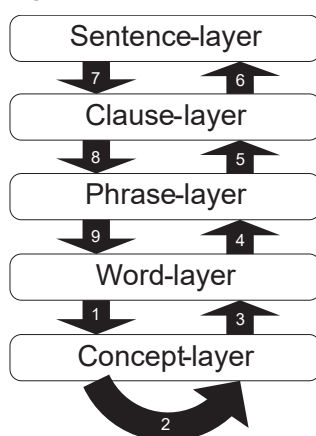 Sentence-layer
7 6
Clause-layer
8 5
Phrase-layer
9 4
Word-layer
1 3
Concept-layer
2